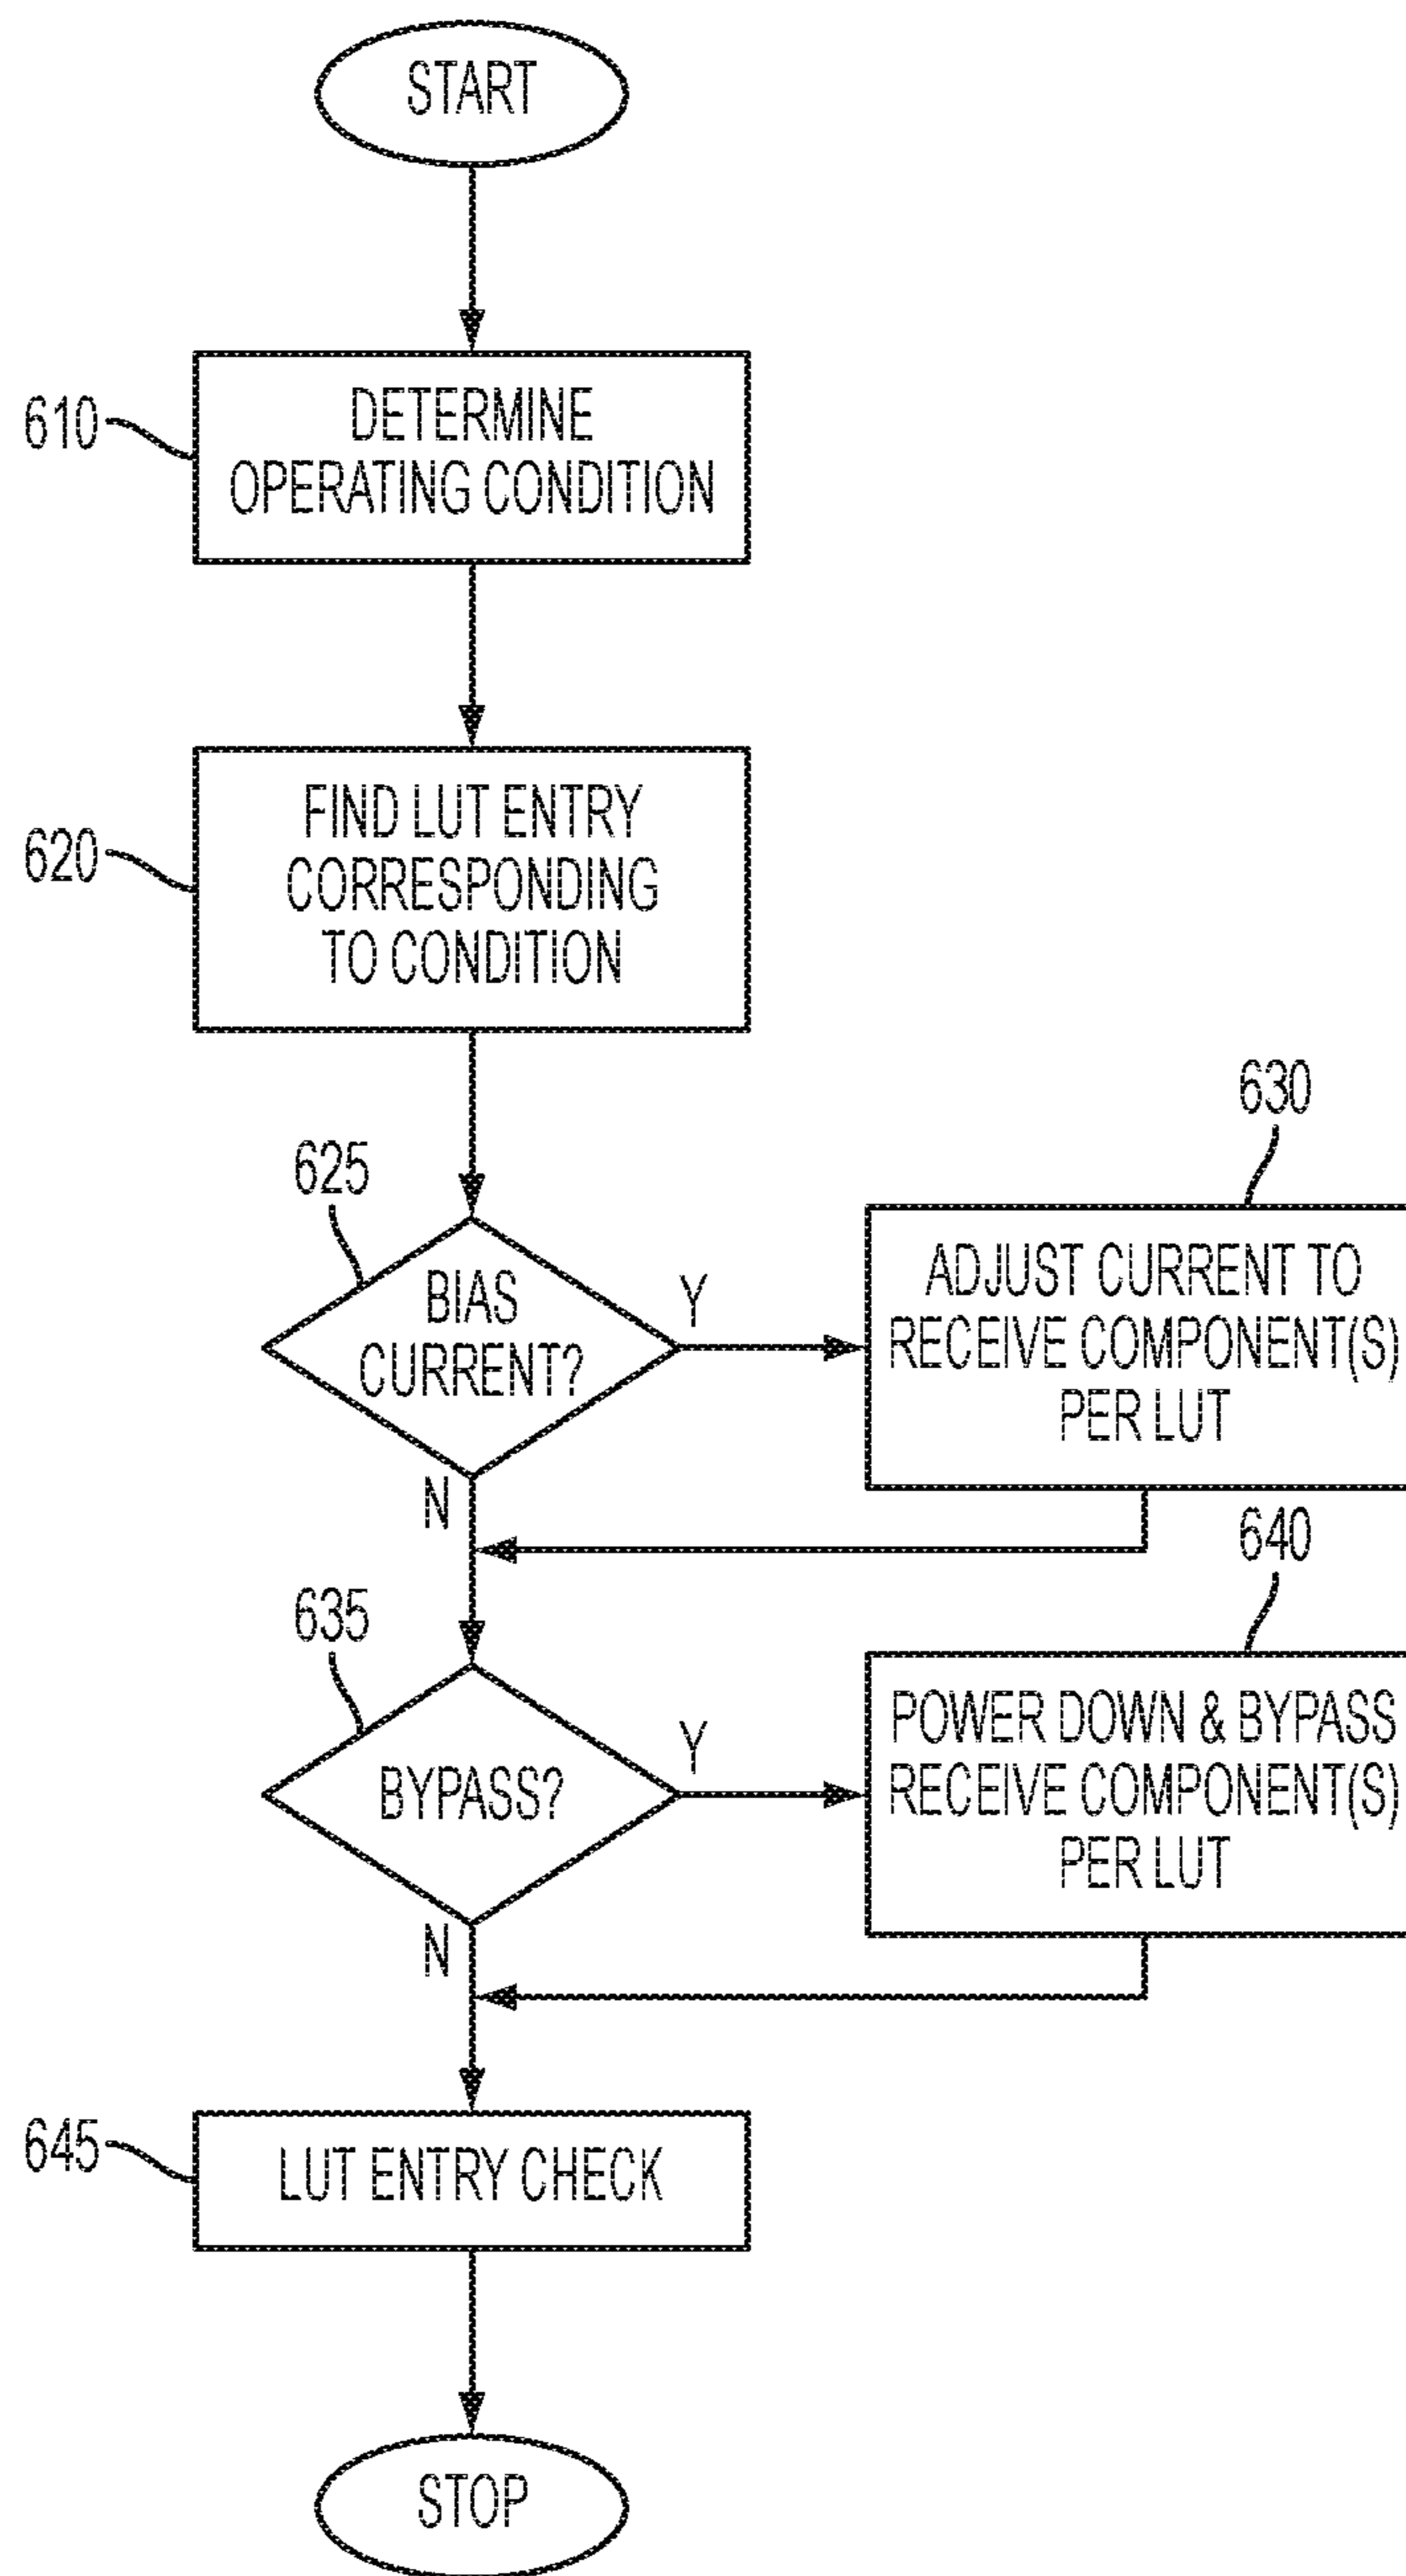 START
610
DETERMINE
OPERATING CONDITION
620
FIND LUT ENTRY
CORRESPONDING
TO CONDITION
625
BIAS
CURRENT?
Y
N
630
ADJUST CURRENT TO
RECEIVE COMPONENT(S)
PER LUT
635
BYPASS?
Y
N
640
POWER DOWN & BYPASS
RECEIVE COMPONENT(S)
PER LUT
645
LUT ENTRY CHECK
STOP